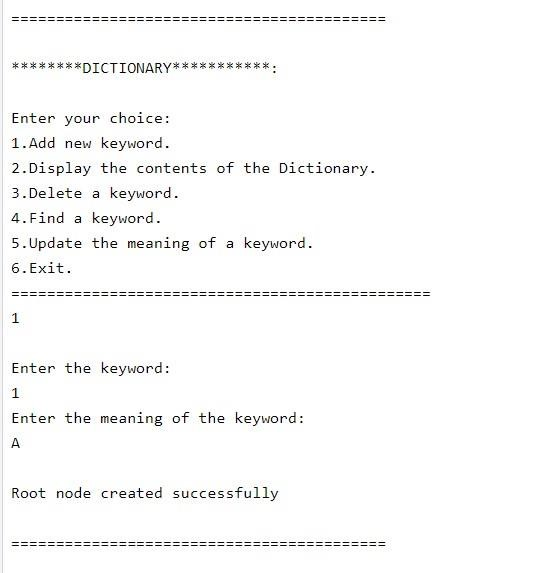 ==========================================
********DICTIONARY***********:
Enter your choice:
1.Add new keyword.
2.Display the contents of the Dictionary.
3.Delete a keyword.
4.Find a keyword.
5.Update the meaning of a keyword.
6.Exit.
===============================================
1
Enter the keyword:
1
Enter the meaning of the keyword:
A
Root node created successfully
==========================================